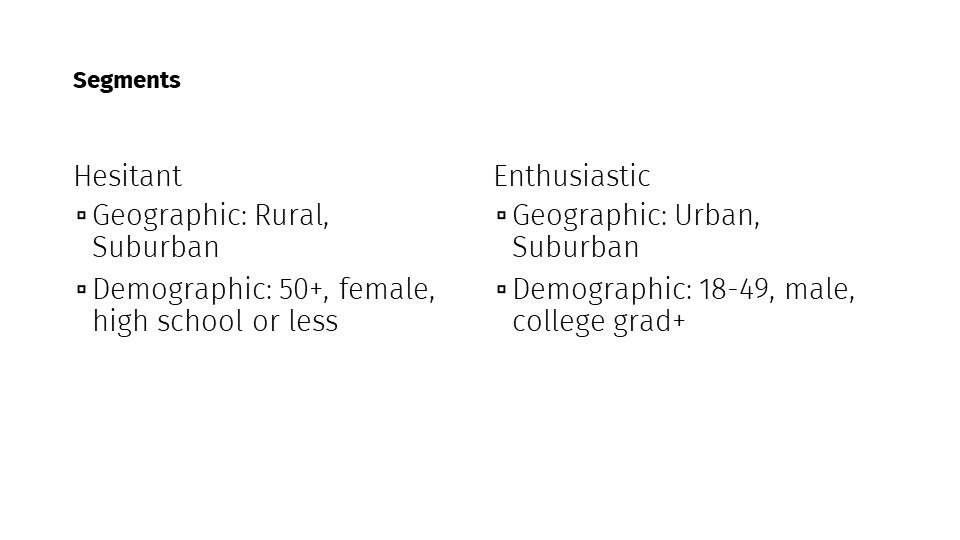 Segments
Hesitant
▫Geographic: Rural,
Suburban
▫Demographic: 50+, female,
high school or less
Enthusiastic
▫Geographic: Urban,
Suburban
▫Demographic: 18-49, male,
college grad+